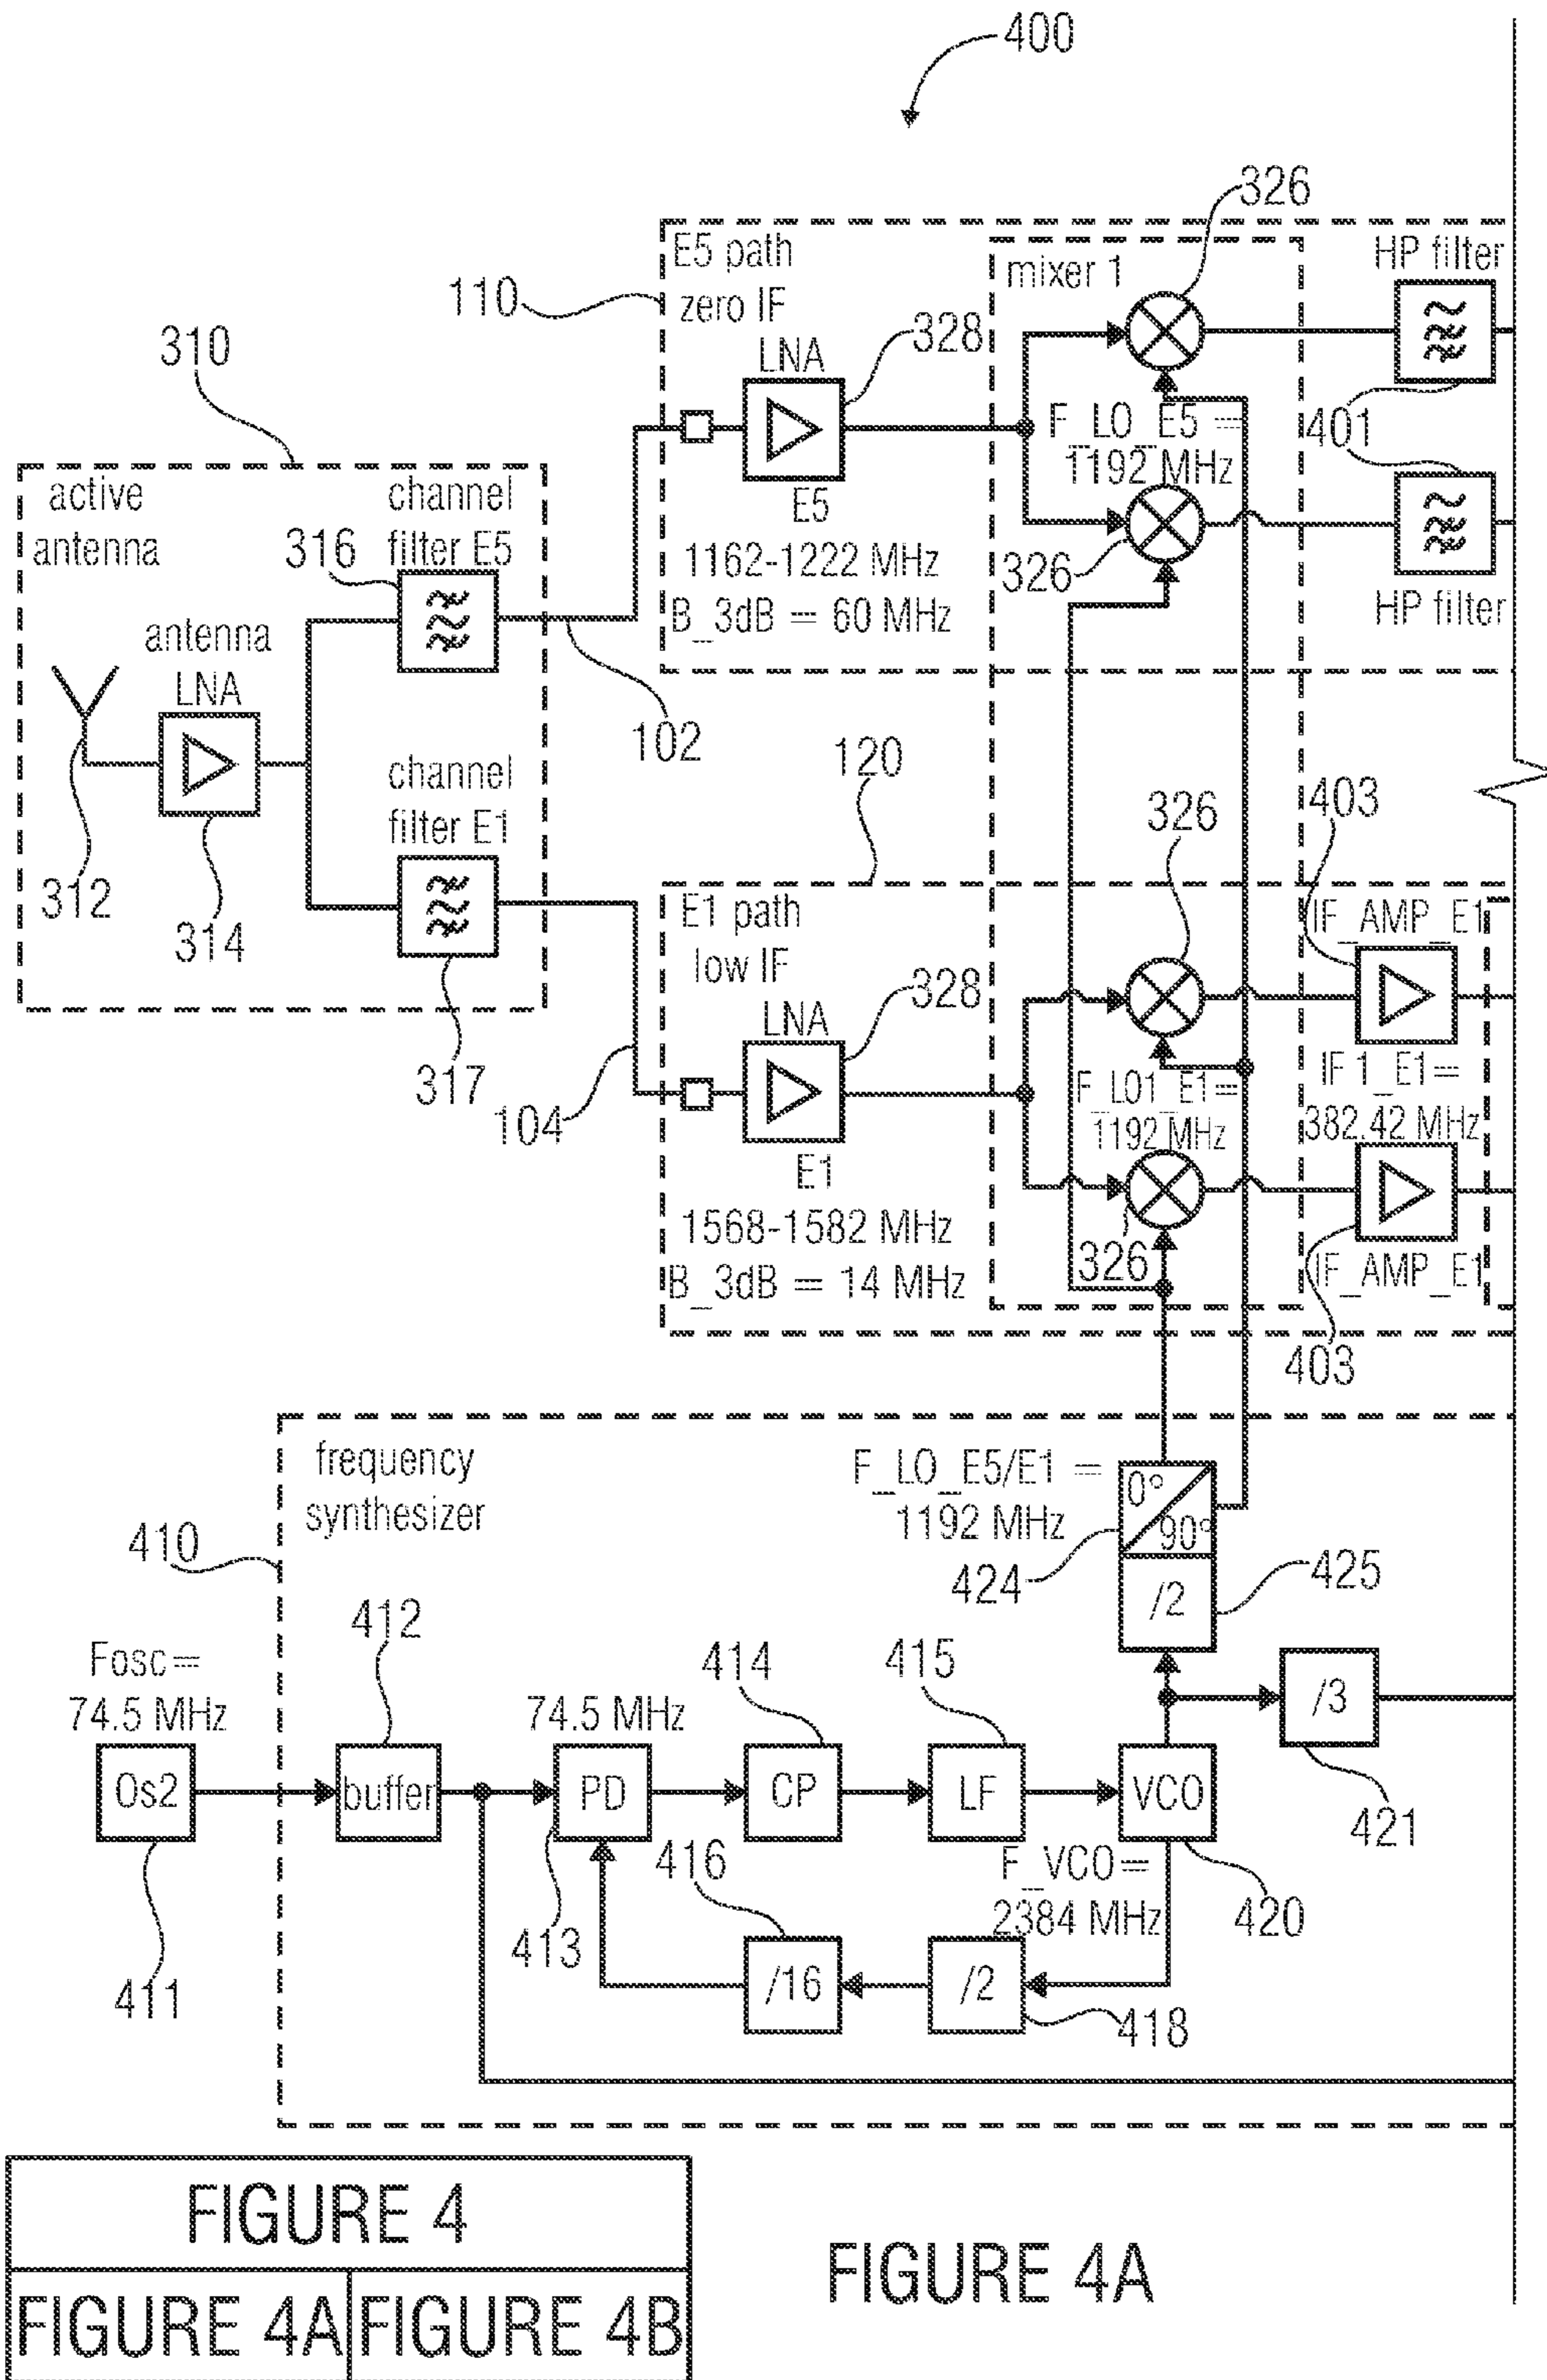 400
326
E5 path
zero IF
mixer 1
HP filter
110
LNA
328
310
F_LO_E5 =
1192 MHz
401
active
antenna
channel
filter E5
316
E5
1162-1222 MHz
B_3dB = 60 MHz
326
HP filter
antenna
LNA
102
120
channel
filter E1
403
326
312
314
E1 path
low IF
IF_AMP_E1
LNA
328
317
104
F_LO1_E1=
1192 MHz
IF 1_E1=
382.42 MHz
E1
1568-1582 MHz
B_3dB = 14 MHz
326
IF_AMP_E1
403
frequency
synthesizer
F_LO_E5/E1 =
1192 MHz
0°
90°
410
424
/2
425
412
Fosc=
74.5 MHz
74.5 MHz
414
415
/3
Os2
buffer
PD
CP
LF
VCO
421
416
F_VCO=
2384 MHz
420
413
411
/16
/2
418
FIGURE 4
FIGURE 4A
FIGURE 4B
FIGURE 4A